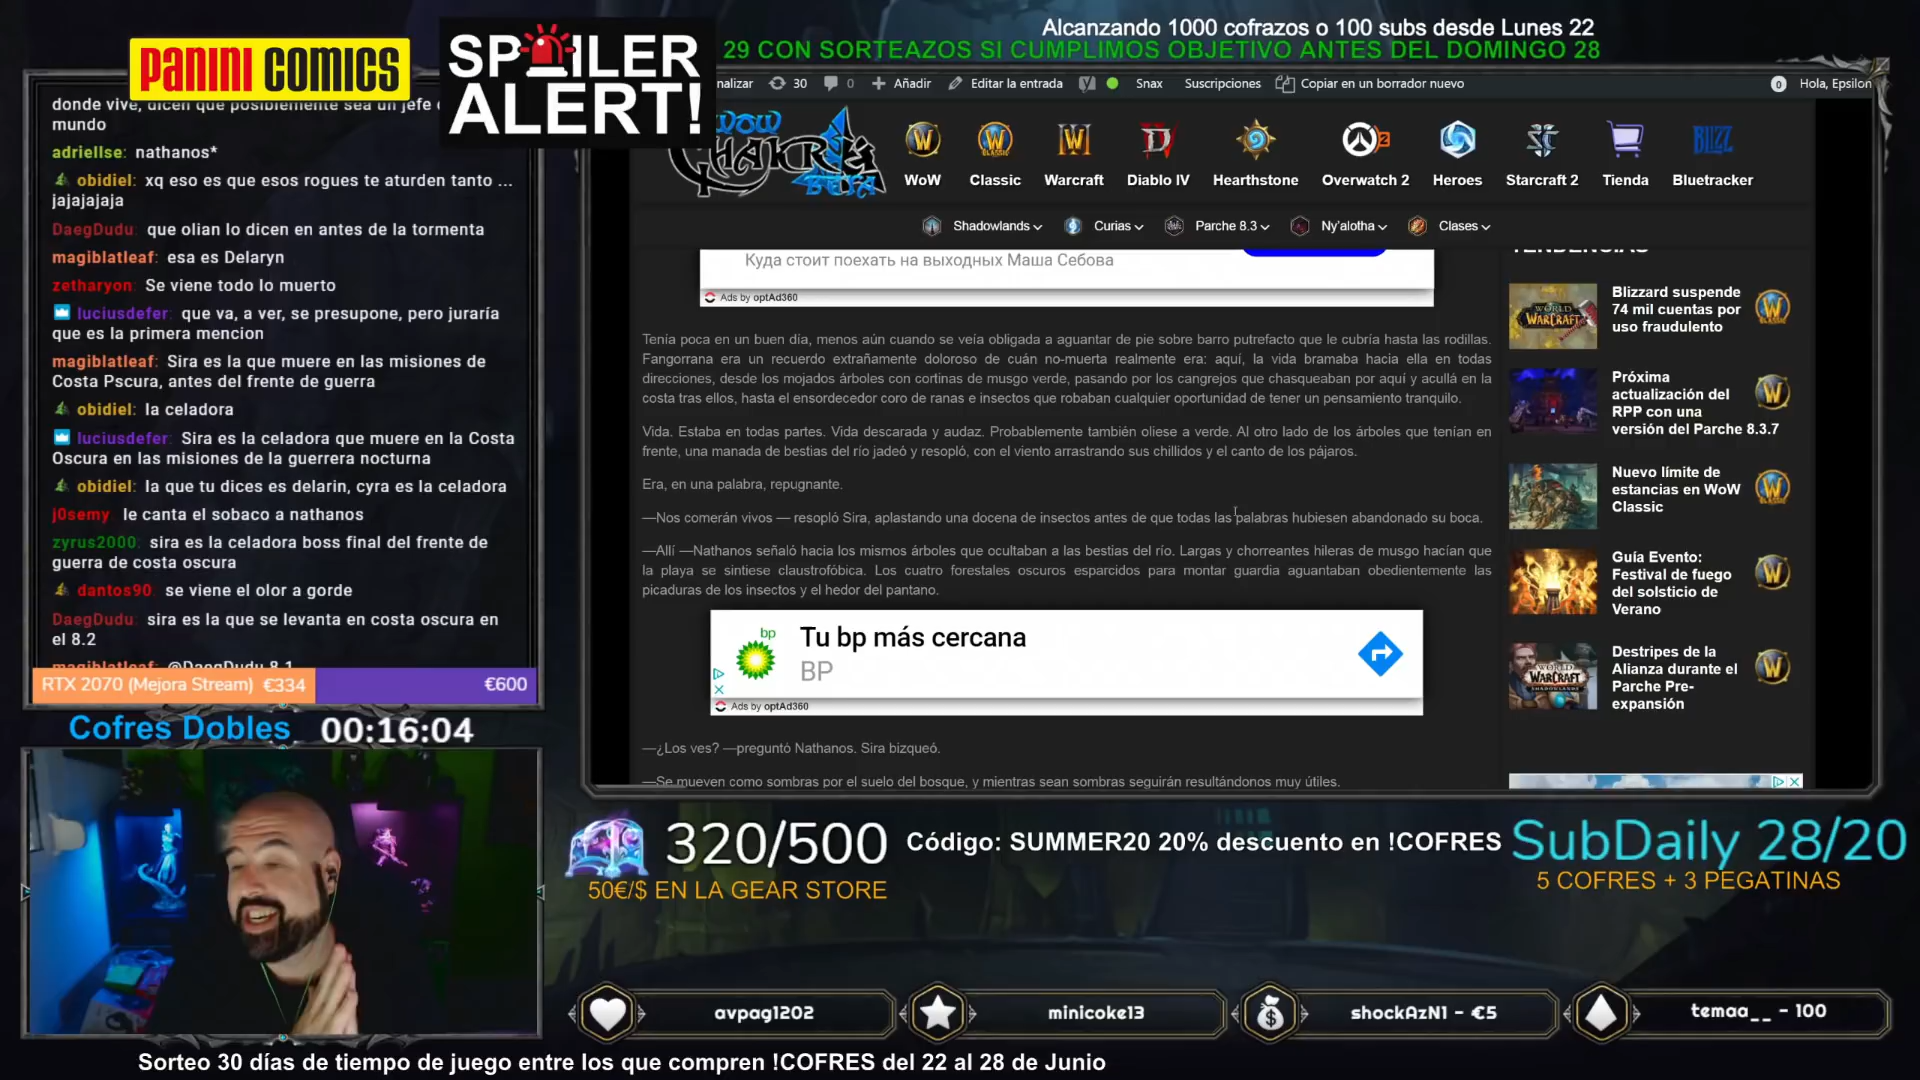 PANINI COMICS
SPOILER
ALERT!
Alcanzando 1000 cofrazos o 100 subs desde Lunes 22
29 CON SORTEAZOS SI CUMPLIMOS OBJETIVO ANTES DEL DOMINGO 28
donde vive, dicen que posiblemente sea un jefe
mundo
adriellse: nathanos*
obidiel: xq eso es que esos rogues te aturden tanto ...
jajajajaja
DaegDudu: que olian lo dicen en antes de la tormenta
magiblatleaf: esa es Delaryn
zetharyon: Se viene todo lo muerto
luciusdefer: que va, a ver, se presupone, pero juraría
que es la primera mencion
magiblatleaf: Sira es la que muere en las misiones de
Costa Pscura, antes del frente de guerra
obidiel: la celadora
luciusdefer: Sira es la celadora que muere en la Costa
Oscura en las misiones de la guerrera nocturna
obidiel: la que tu dices es delarin, cyra es la celadora
j0semy: le canta el sobaco a nathanos
zyrus2000: sira es la celadora boss final del frente de
guerra de costa oscura
dantos90: se viene el olor a gorde
DaegDudu: sira es la que se levanta en costa oscura en
el 8.2
magiblatleaf: @DaegDudu 8.1
RTX 2070 (Mejora Stream) €334 €600
Cofres Dobles 00:16:04
nalizar 30 0 Añadir Editar la entrada Snax Suscripciones Copiar en un borrador nuevo 0 Hola, Epsilon
WOW CHAKRA BETA
WoW Classic Warcraft Diablo IV Hearthstone Overwatch 2 Heroes Starcraft 2 Tienda Bluetracker
Shadowlands Curias Parche 8.3 Ny'alotha Clases
Куда стоит поехать на выходных Маша Себова
Ads by optAd360
Tenía poca en un buen día, menos aún cuando se veía obligada a aguantar de pie sobre barro putrefacto que le cubría hasta las rodillas.
Fangorrana era un recuerdo extrañamente doloroso de cuán no-muerta realmente era: aquí, la vida bramaba hacia ella en todas
direcciones, desde los mojados árboles con cortinas de musgo verde, pasando por los cangrejos que chasqueaban por aquí y acullá en la
costa tras ellos, hasta el ensordecedor coro de ranas e insectos que robaban cualquier oportunidad de tener un pensamiento tranquilo.
Vida. Estaba en todas partes. Vida descarada y audaz. Probablemente también oliese a verde. Al otro lado de los árboles que tenían en
frente, una manada de bestias del río jadeó y resopló, con el viento arrastrando sus chillidos y el canto de los pájaros.
Era, en una palabra, repugnante.
—Nos comerán vivos — resopló Sira, aplastando una docena de insectos antes de que todas las palabras hubiesen abandonado su boca.
—Allí —Nathanos señaló hacia los mismos árboles que ocultaban a las bestias del río. Largas y chorreantes hileras de musgo hacían que
la playa se sintiese claustrofóbica. Los cuatro forestales oscuros esparcidos para montar guardia aguantaban obedientemente las
picaduras de los insectos y el hedor del pantano.
bp
Tu bp más cercana
BP
Ads by optAd360
—¿Los ves? —preguntó Nathanos. Sira bizqueó.
—Se mueven como sombras por el suelo del bosque, y mientras sean sombras seguirán resultándonos muy útiles.
TENDENCIAS
Blizzard suspende
74 mil cuentas por
uso fraudulento
Próxima
actualización del
RPP con una
versión del Parche 8.3.7
Nuevo límite de
estancias en WoW
Classic
Guía Evento:
Festival de fuego
del solsticio de
Verano
Destripes de la
Alianza durante el
Parche Pre-
expansión
320/500
50€/$ EN LA GEAR STORE
Código: SUMMER20 20% descuento en !COFRES
SubDaily 28/20
5 COFRES + 3 PEGATINAS
avpag1202 minicoke13 shockAzN1 - €5 temaa__ - 100
Sorteo 30 días de tiempo de juego entre los que compren !COFRES del 22 al 28 de Junio